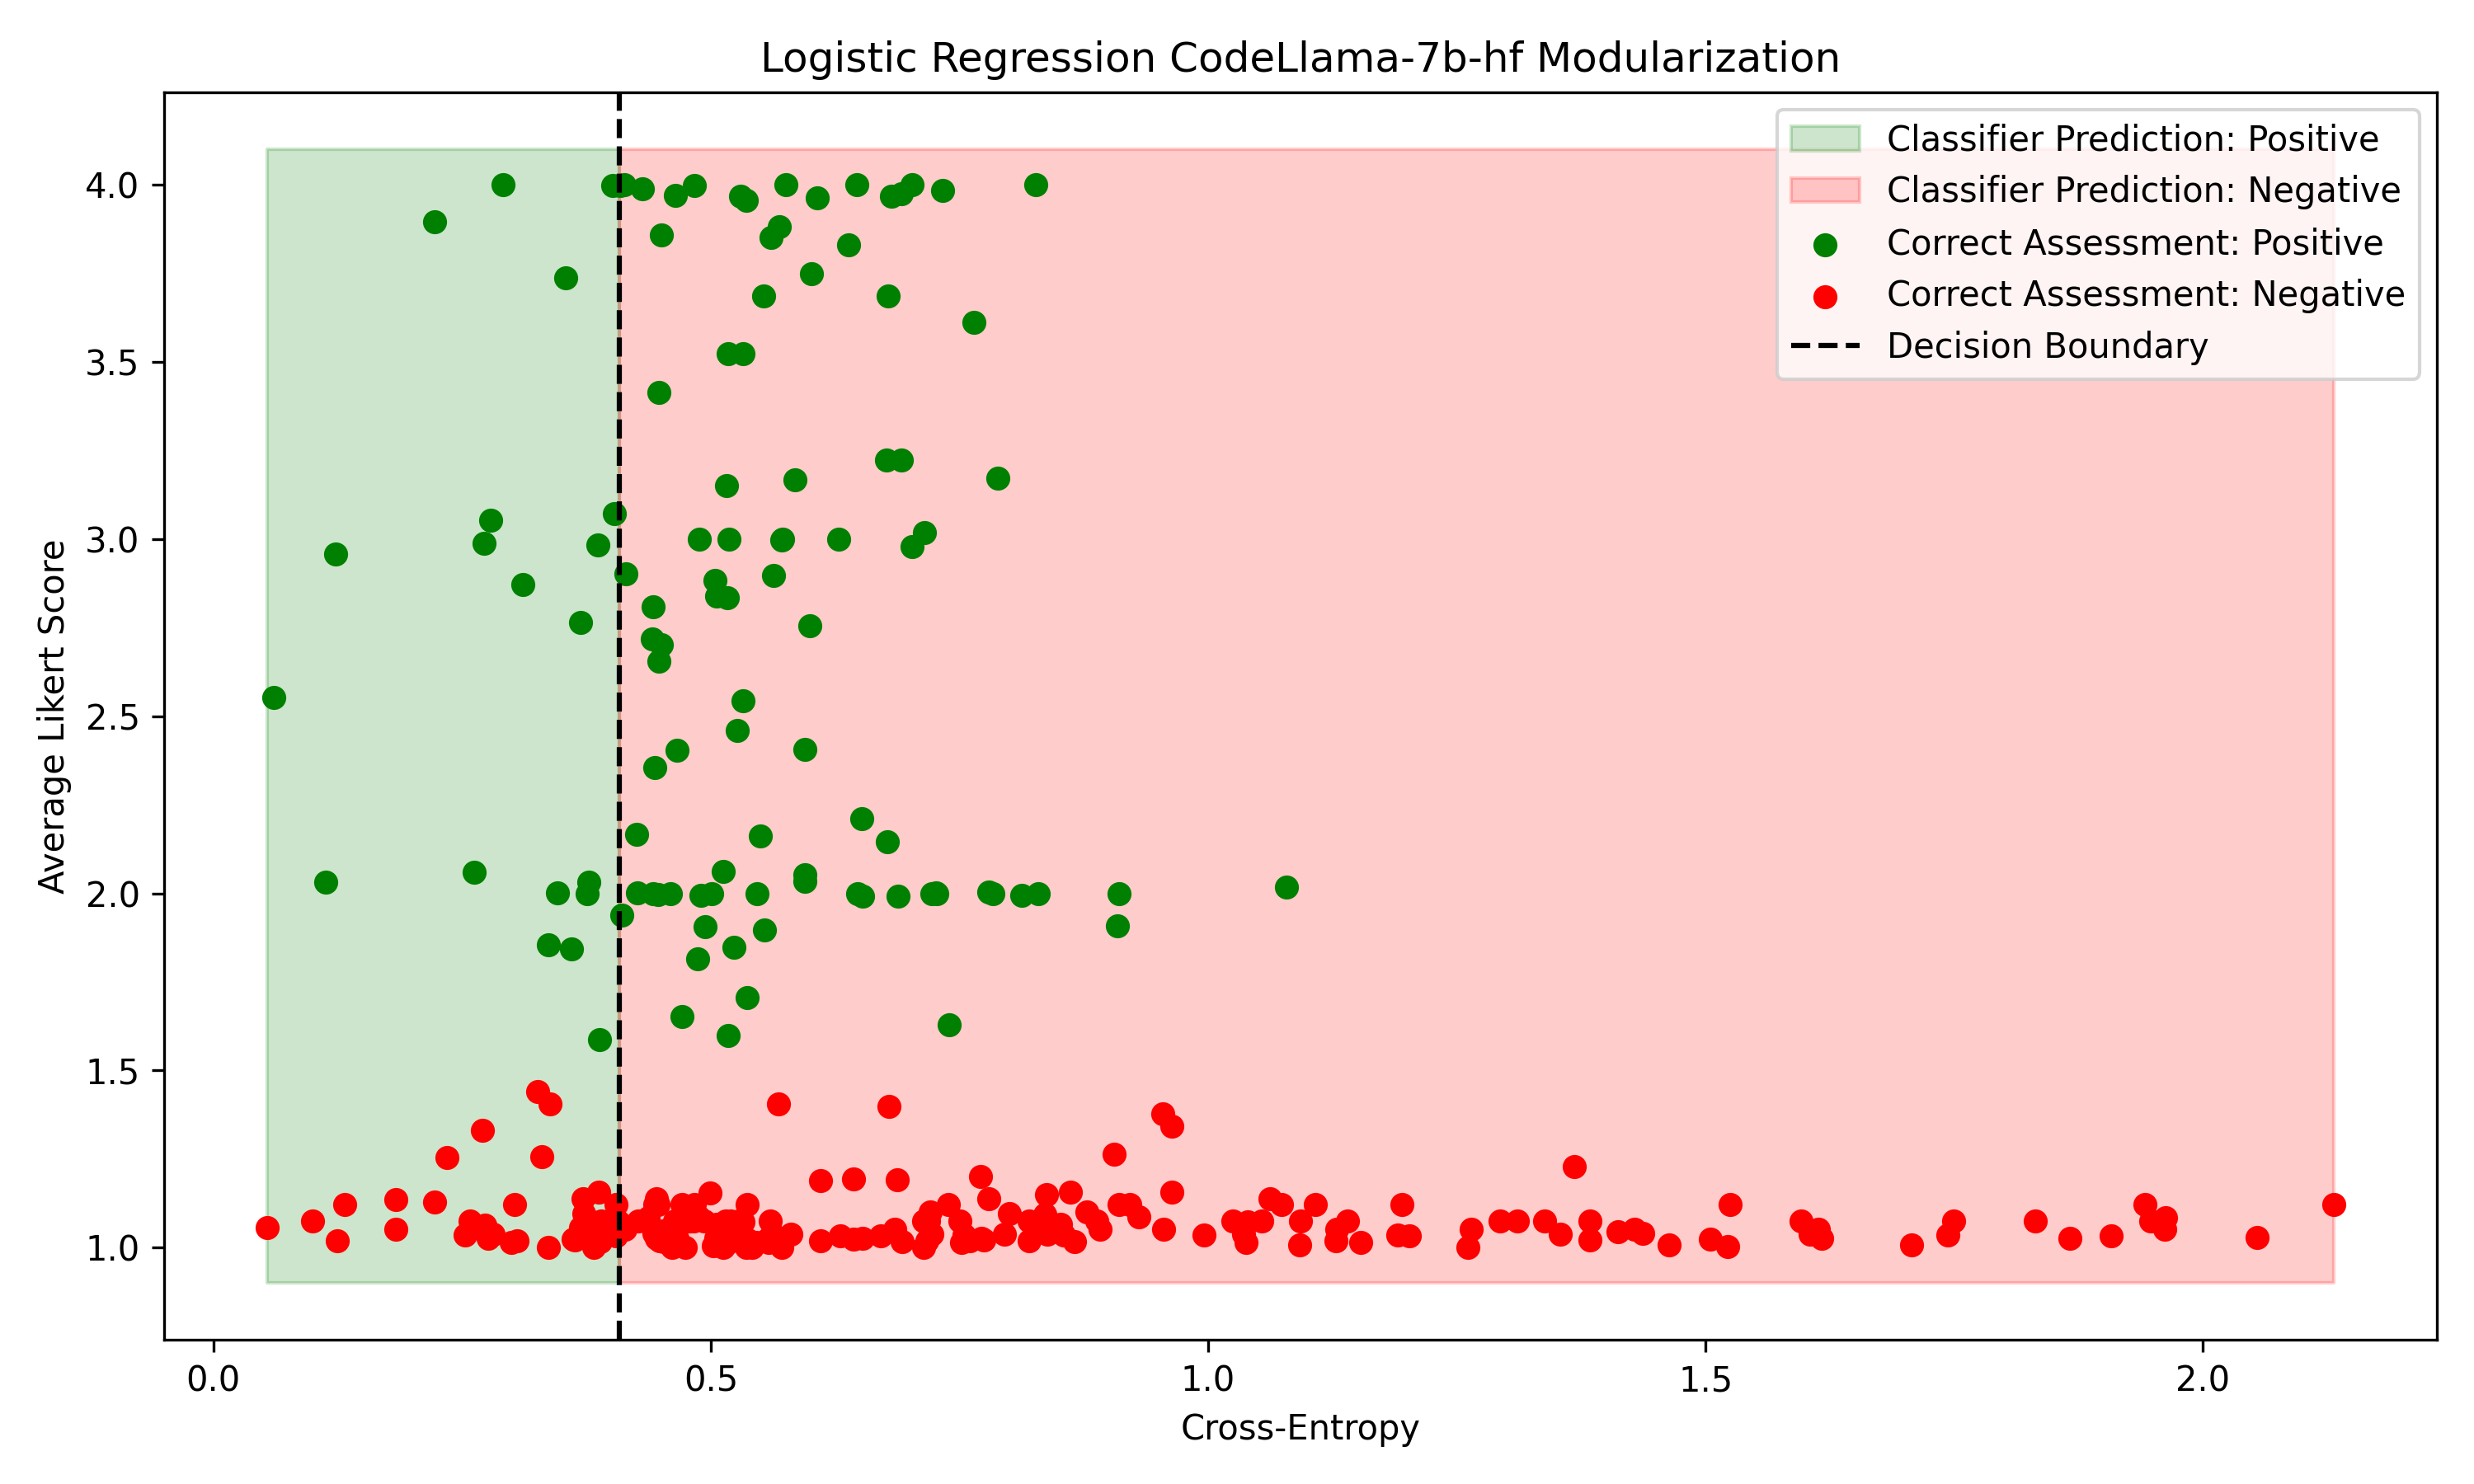 Logistic Regression CodeLlama-7b-hf Modularization
Classifier Prediction: Positive
Classifier Prediction: Negative
Correct Assessment: Positive
Correct Assessment: Negative
Decision Boundary
Average Likert Score
4.0
3.5
3.0
2.5
2.0
1.5
1.0
0.0 0.5 1.0 1.5 2.0
Cross-Entropy